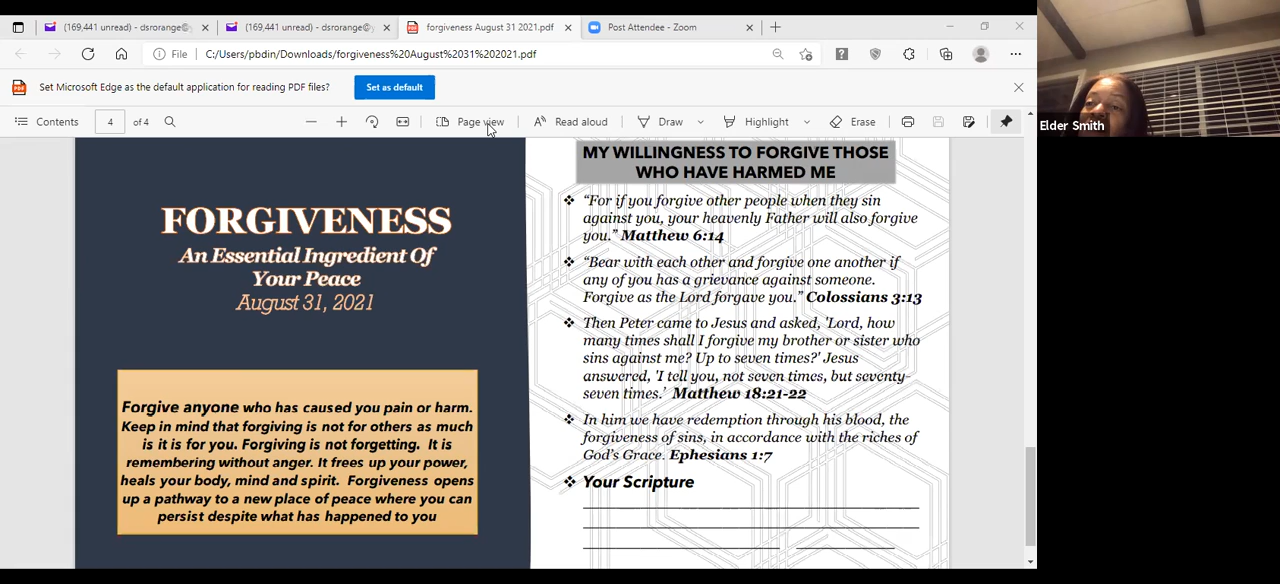 (169,441 unread) - dsrorange@y
(169,441 unread) - dsrorange@y
forgiveness August 31 2021.pdf
Post Attendee - Zoom
File
C:/Users/pbdin/Downloads/forgiveness%20August%2031%202021.pdf
Set Microsoft Edge as the default application for reading PDF files?
Set as default
Contents
4
of 4
Page view
Read aloud
Draw
Highlight
Erase
Elder Smith
FORGIVENESS
An Essential Ingredient Of
Your Peace
August 31, 2021
Forgive anyone who has caused you pain or harm.
Keep in mind that forgiving is not for others as much
is it is for you. Forgiving is not forgetting. It is
remembering without anger. It frees up your power,
heals your body, mind and spirit. Forgiveness opens
up a pathway to a new place of peace where you can
persist despite what has happened to you
MY WILLINGNESS TO FORGIVE THOSE
WHO HAVE HARMED ME
❖ “For if you forgive other people when they sin
against you, your heavenly Father will also forgive
you.” Matthew 6:14
❖ “Bear with each other and forgive one another if
any of you has a grievance against someone.
Forgive as the Lord forgave you.” Colossians 3:13
❖ Then Peter came to Jesus and asked, 'Lord, how
many times shall I forgive my brother or sister who
sins against me? Up to seven times?' Jesus
answered, 'I tell you, not seven times, but seventy-
seven times.’ Matthew 18:21-22
❖ In him we have redemption through his blood, the
forgiveness of sins, in accordance with the riches of
God’s Grace. Ephesians 1:7
❖ Your Scripture